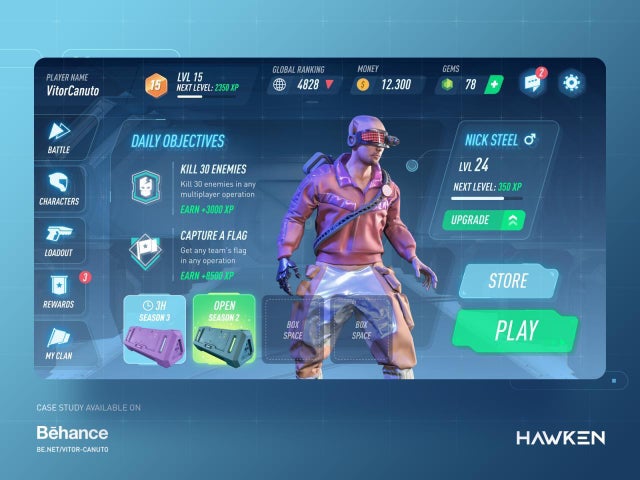 PLAYER NAME
VitorCanuto
15
LVL 15
NEXT LEVEL: 2350 XP
GLOBAL RANKING
4828
MONEY
12.300
GEMS
78
+
2
BATTLE
CHARACTERS
LOADOUT
REWARDS
3
MY CLAN
DAILY OBJECTIVES
KILL 30 ENEMIES
Kill 30 enemies in any
multiplayer operation
EARN +3000 XP
CAPTURE A FLAG
Get any team's flag
in any operation
EARN +8500 XP
3H
SEASON 3
OPEN
SEASON 2
BOX
SPACE
BOX
SPACE
NICK STEEL
LVL 24
NEXT LEVEL: 350 XP
UPGRADE
STORE
PLAY
CASE STUDY AVAILABLE ON
Bēhance
BE.NET/VITOR-CANUTO
HAWKEN